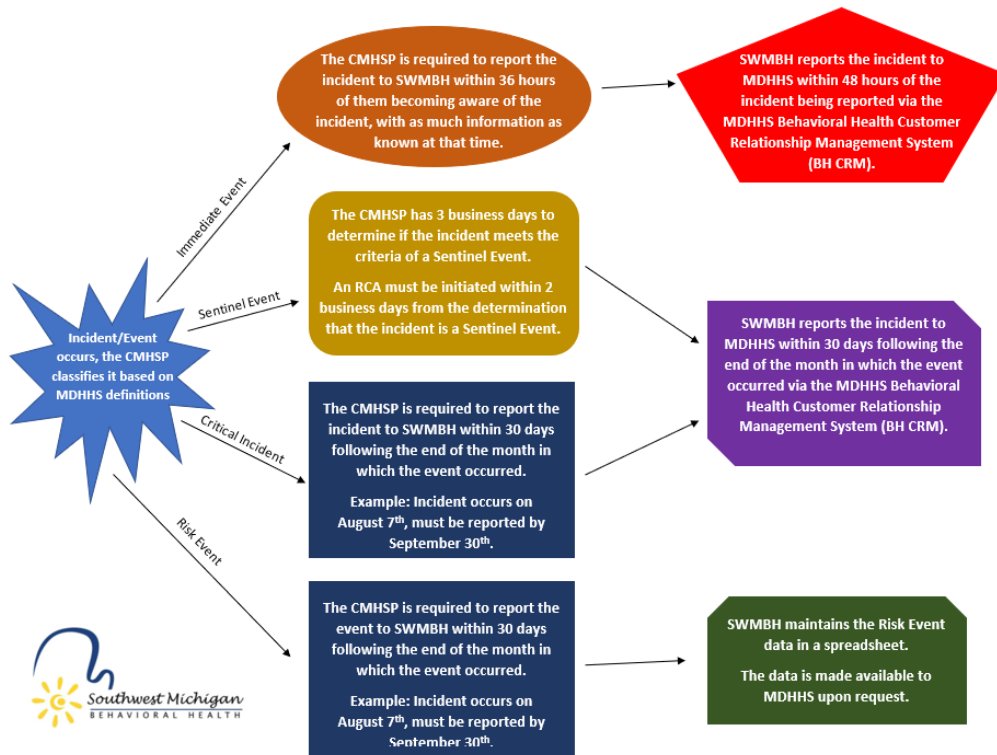 Incident/Event
occurs, the CMHSP
classifies it based on
MDHHS definitions
Immediate Event
The CMHSP is required to report the
incident to SWMBH within 36 hours
of them becoming aware of the
incident, with as much information as
known at that time.
SWMBH reports the incident to
MDHHS within 48 hours of the
incident being reported via the
MDHHS Behavioral Health Customer
Relationship Management System
(BH CRM).
Sentinel Event
The CMHSP has 3 business days to
determine if the incident meets the
criteria of a Sentinel Event.
An RCA must be initiated within 2
business days from the determination
that the incident is a Sentinel Event.
Critical Incident
The CMHSP is required to report the
incident to SWMBH within 30 days
following the end of the month in
which the event occurred.
Example: Incident occurs on
August 7th, must be reported by
September 30th.
SWMBH reports the incident to
MDHHS within 30 days following the
end of the month in which the event
occurred via the MDHHS Behavioral
Health Customer Relationship
Management System (BH CRM).
Risk Event
The CMHSP is required to report the
event to SWMBH within 30 days
following the end of the month in
which the event occurred.
Example: Incident occurs on
August 7th, must be reported by
September 30th.
SWMBH maintains the Risk Event
data in a spreadsheet.
The data is made available to
MDHHS upon request.
Southwest Michigan
BEHAVIORAL HEALTH